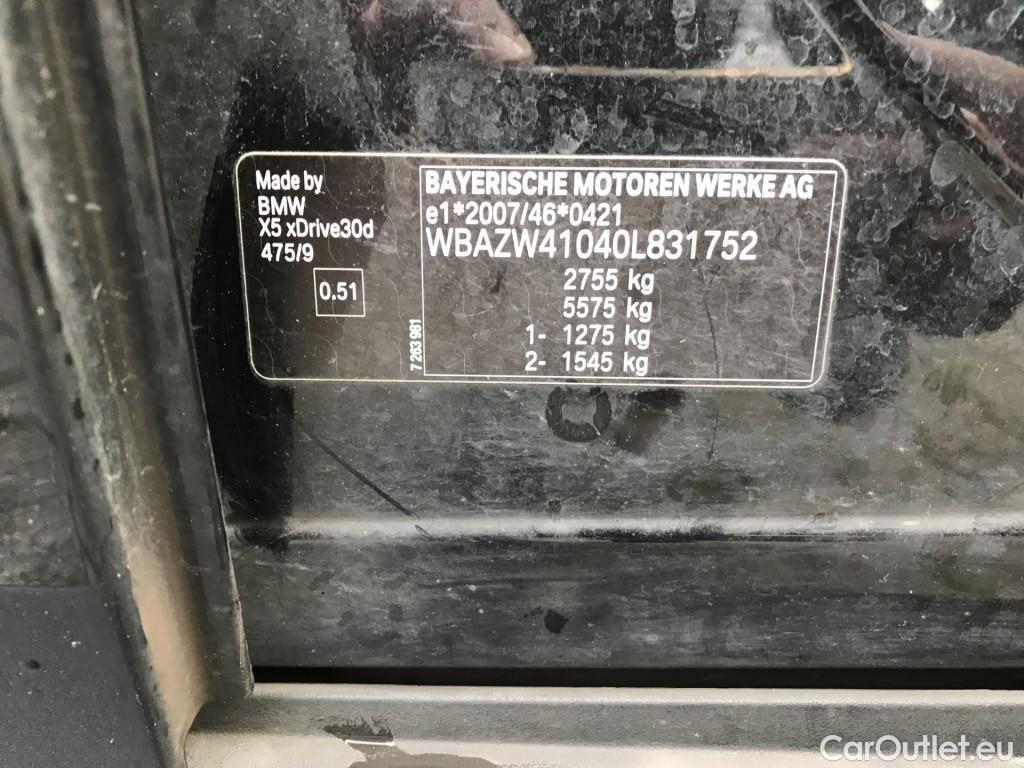 Made by
BMW
X5 xDrive30d
475/9
0.51
7 263 981
BAYERISCHE MOTOREN WERKE AG
e1*2007/46*0421
WBAZW41040L831752
2755 kg
5575 kg
1- 1275 kg
2- 1545 kg
CarOutlet.eu